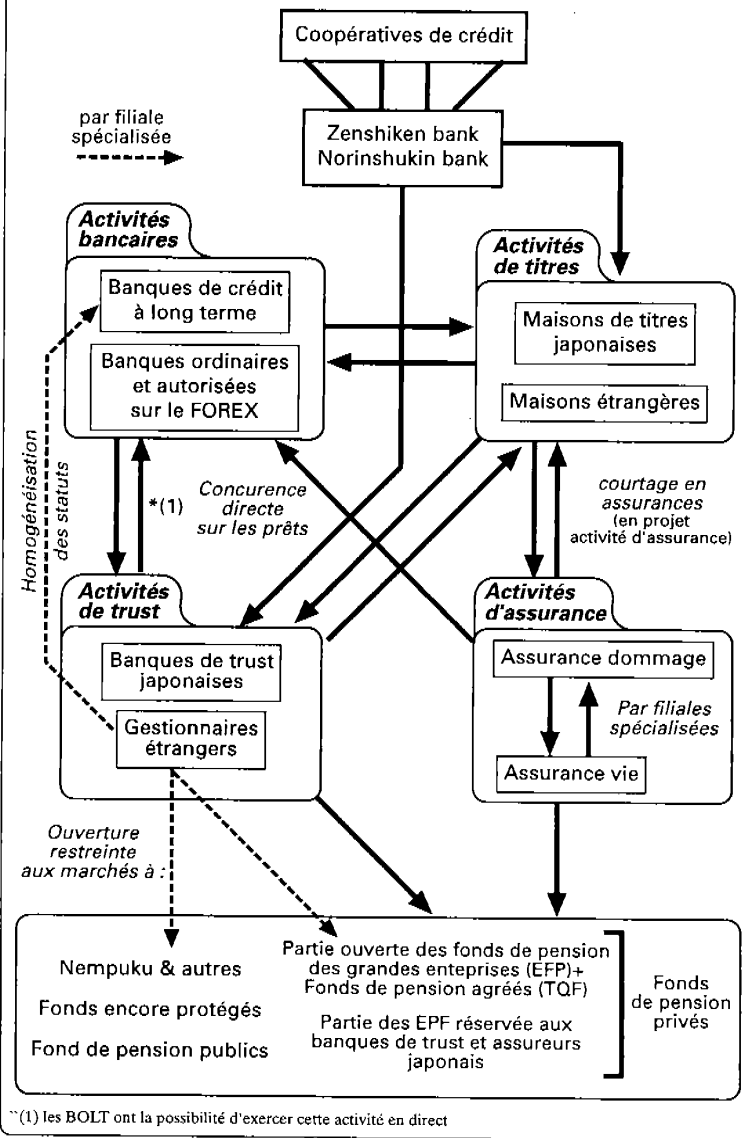 Coopératives de crédit
Zenshiken bank
Norinshukin bank
par filiale
spécialisée
Activités
bancaires
Banques de crédit
à long terme
Banques ordinaires
et autorisées
sur le FOREX
Activités
de titres
Maisons de titres
japonaises
Maisons étrangères
Homogénéisation
des statuts
*(1)
Concurence
directe
sur les prêts
courtage en
assurances
(en projet
activité d'assurance)
Activités
de trust
Banques de trust
japonaises
Gestionnaires
étrangers
Activités
d'assurance
Assurance dommage
Par filiales
spécialisées
Assurance vie
Ouverture
restreinte
aux marchés à :
Nempuku & autres
Fonds encore protégés
Fond de pension publics
Partie ouverte des fonds de pension
des grandes enteprises (EFP)+
Fonds de pension agréés (TQF)
Partie des EPF réservée aux
banques de trust et assureurs
japonais
Fonds
de pension
privés
*(1) les BOLT ont la possibilité d'exercer cette activité en direct